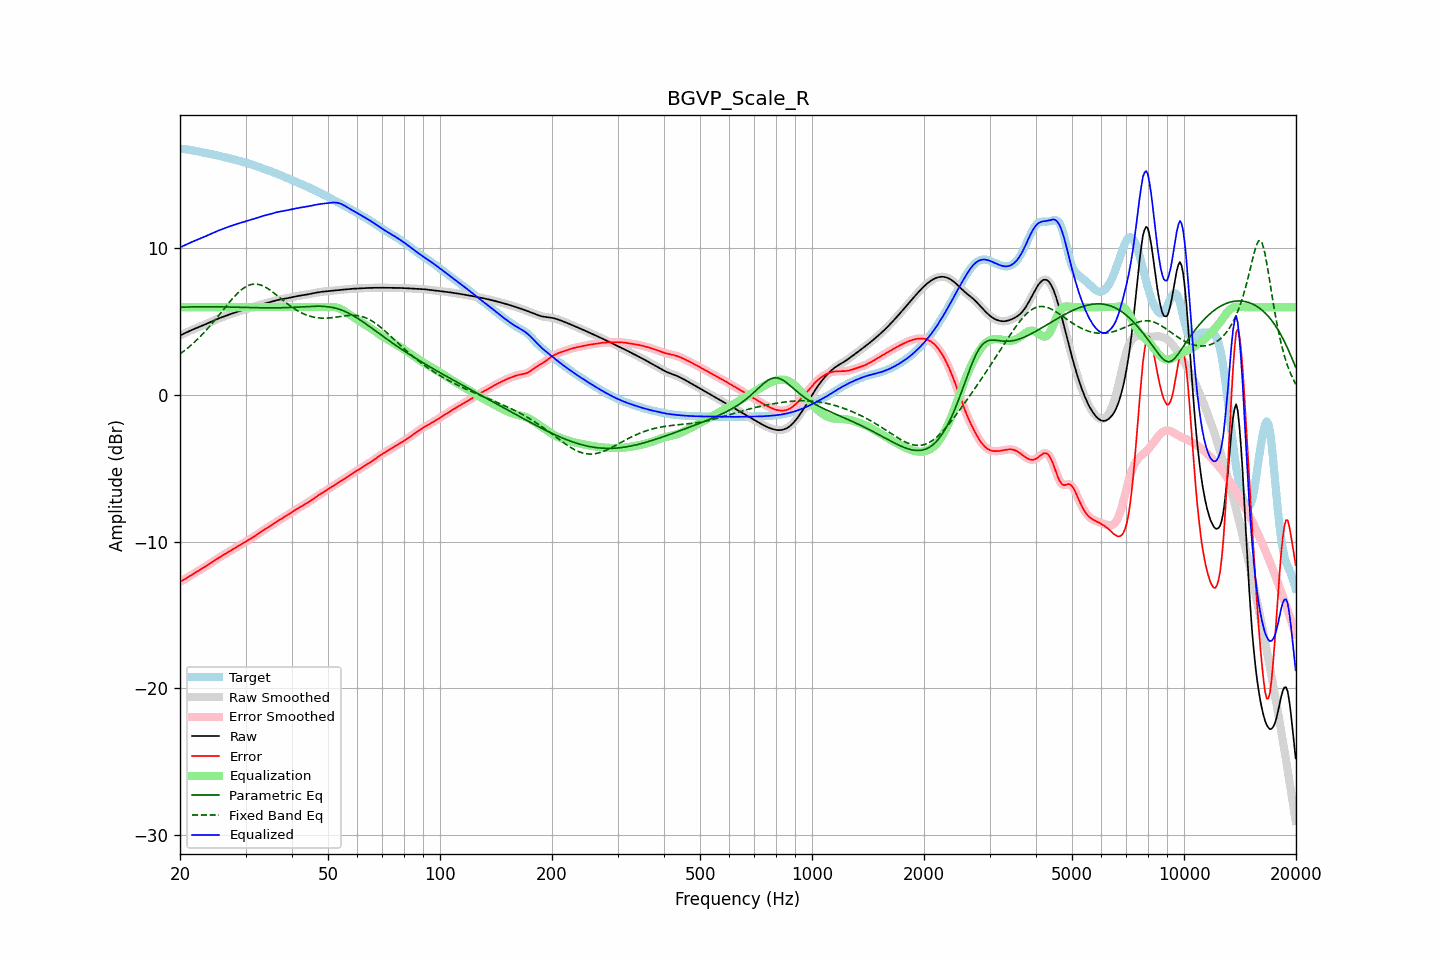 BGVP_Scale_R
Amplitude (dBr)
10
0
−10
−20
−30
Target
Raw Smoothed
Error Smoothed
Raw
Error
Equalization
Parametric Eq
Fixed Band Eq
Equalized
20 50 100 200 500 1000 2000 5000 10000 20000
Frequency (Hz)